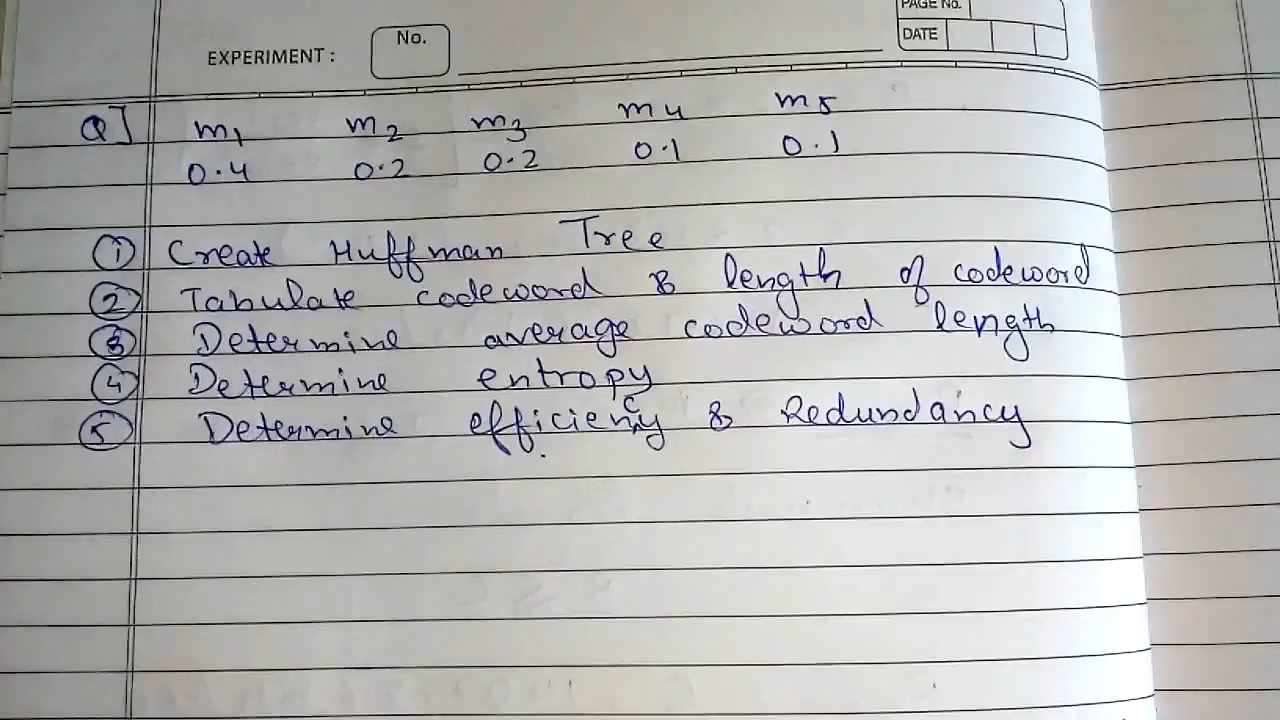 PAGE No.
EXPERIMENT : No. DATE
Q] m1 m2 m3 m4 m5
0.4 0.2 0.2 0.1 0.1
① Create Huffman Tree
② Tabulate codeword & length of codeword
③ Determine average codeword length
④ Determine entropy
⑤ Determine efficiency & Redundancy